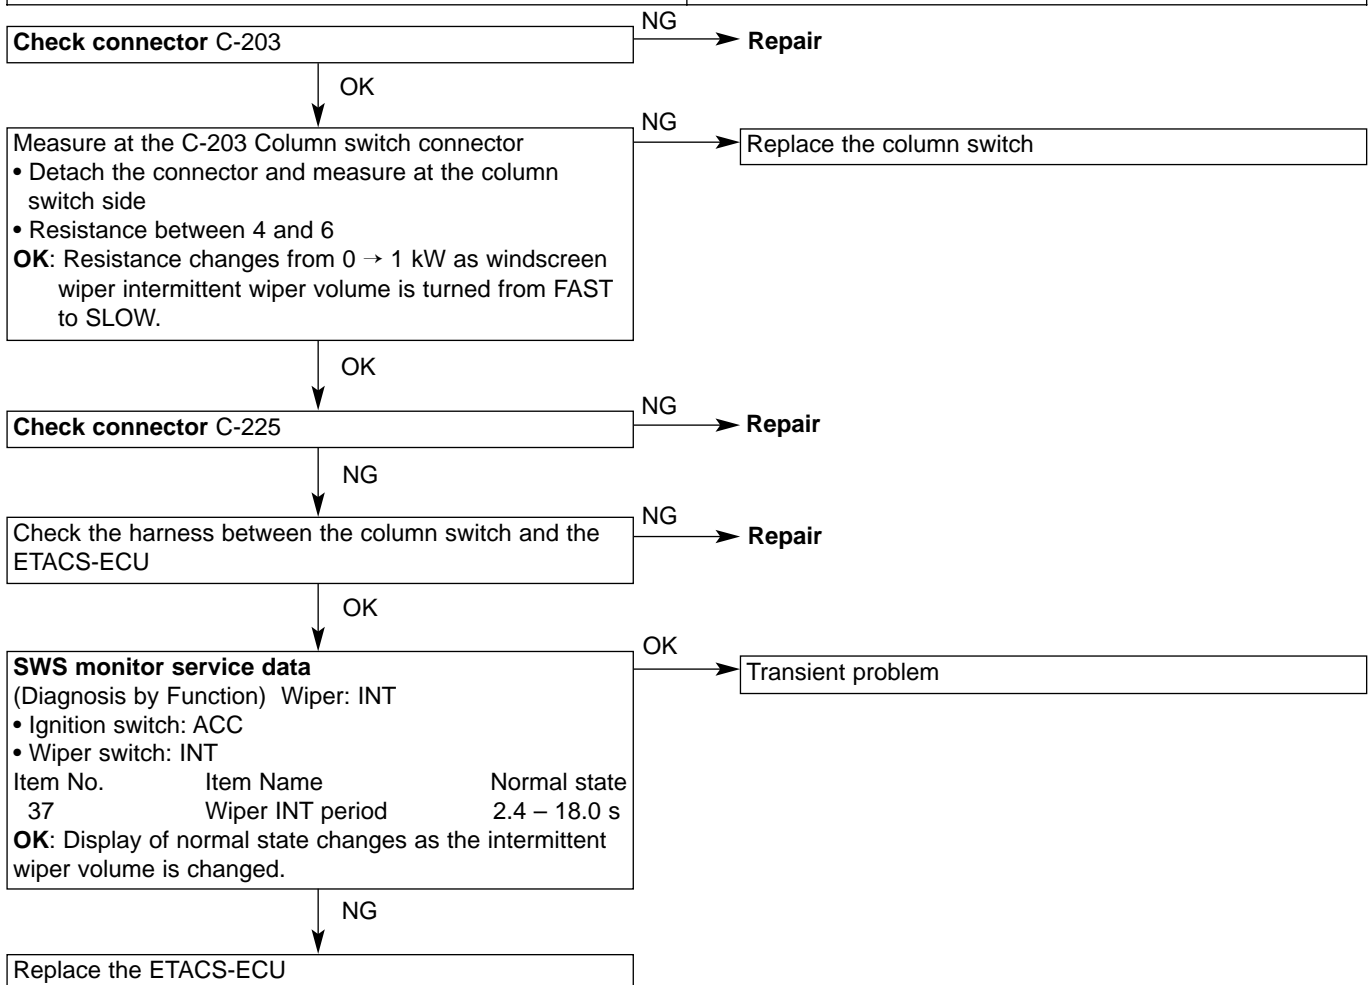 NG
Check connector C-203
Repair
OK
NG
Measure at the C-203 Column switch connector
• Detach the connector and measure at the column
switch side
• Resistance between 4 and 6
OK: Resistance changes from 0 → 1 kW as windscreen
wiper intermittent wiper volume is turned from FAST
to SLOW.
Replace the column switch
OK
NG
Check connector C-225
Repair
NG
NG
Check the harness between the column switch and the
ETACS-ECU
Repair
OK
OK
SWS monitor service data
(Diagnosis by Function) Wiper: INT
• Ignition switch: ACC
• Wiper switch: INT
Item No. Item Name Normal state
37 Wiper INT period 2.4 – 18.0 s
OK: Display of normal state changes as the intermittent
wiper volume is changed.
Transient problem
NG
Replace the ETACS-ECU